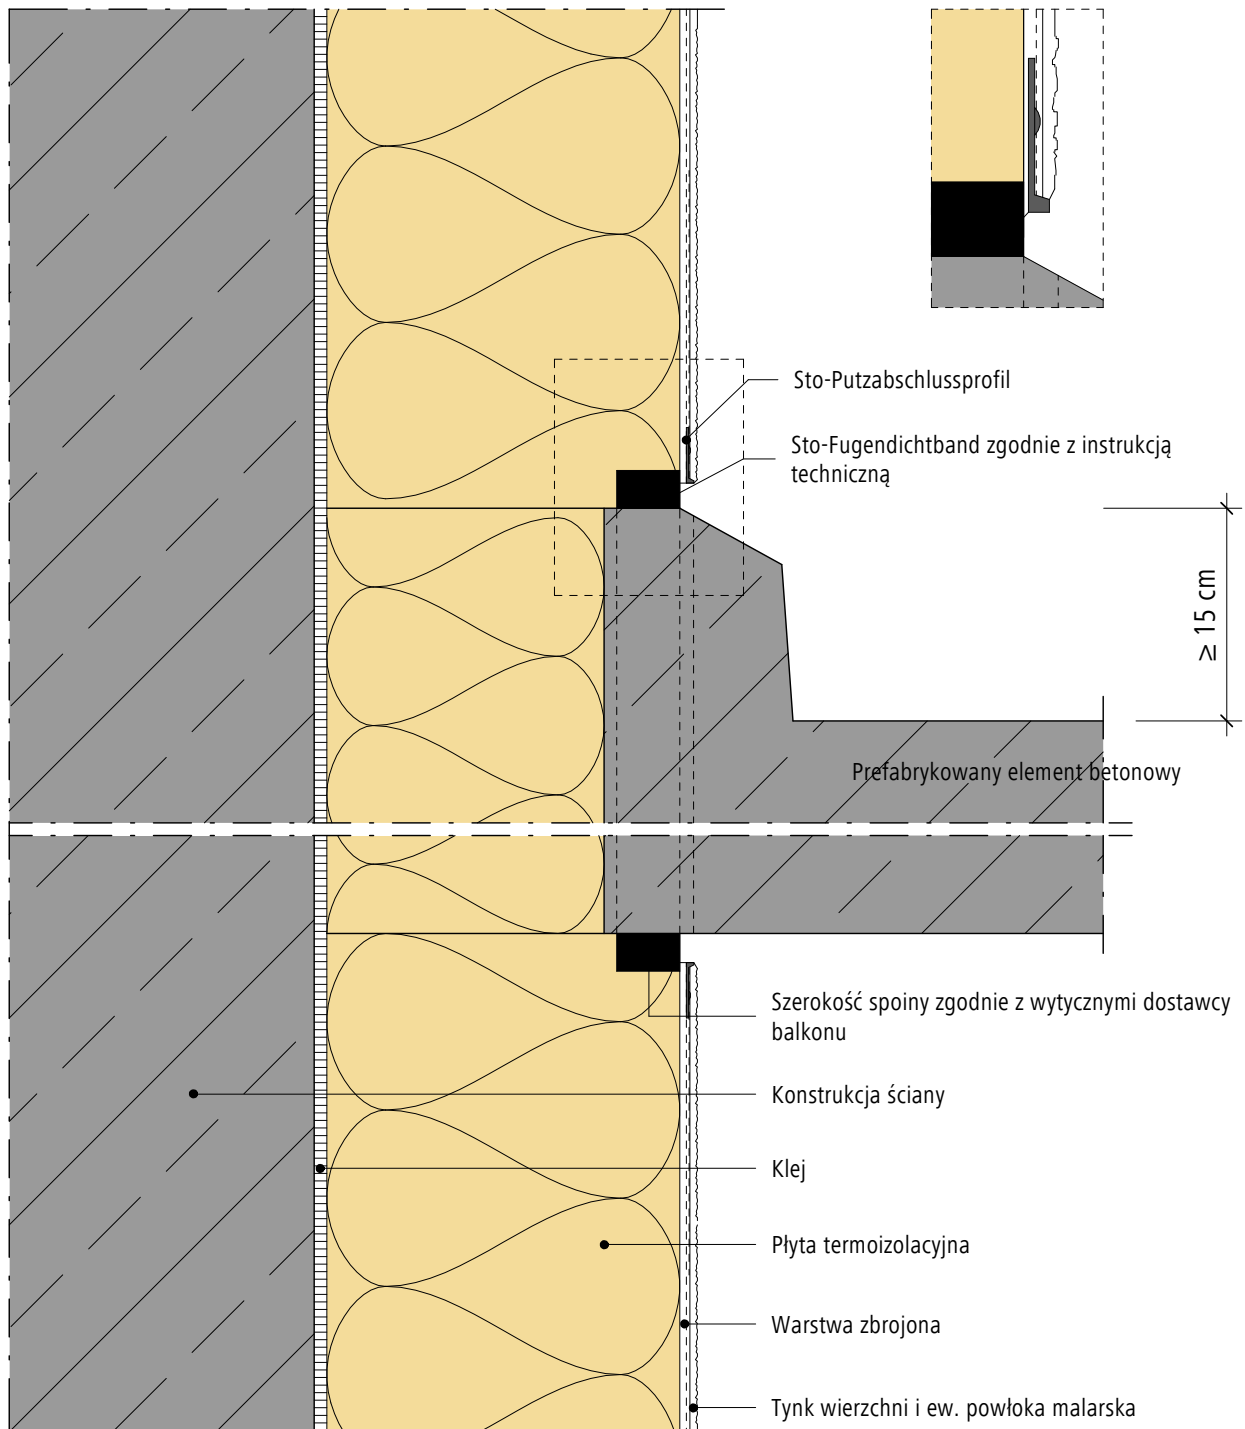 Sto-Putzabschlussprofil
Sto-Fugendichtband zgodnie z instrukcją
techniczną
≥ 15 cm
Prefabrykowany element betonowy
Szerokość spoiny zgodnie z wytycznymi dostawcy
balkonu
Konstrukcja ściany
Klej
Płyta termoizolacyjna
Warstwa zbrojona
Tynk wierzchni i ew. powłoka malarska